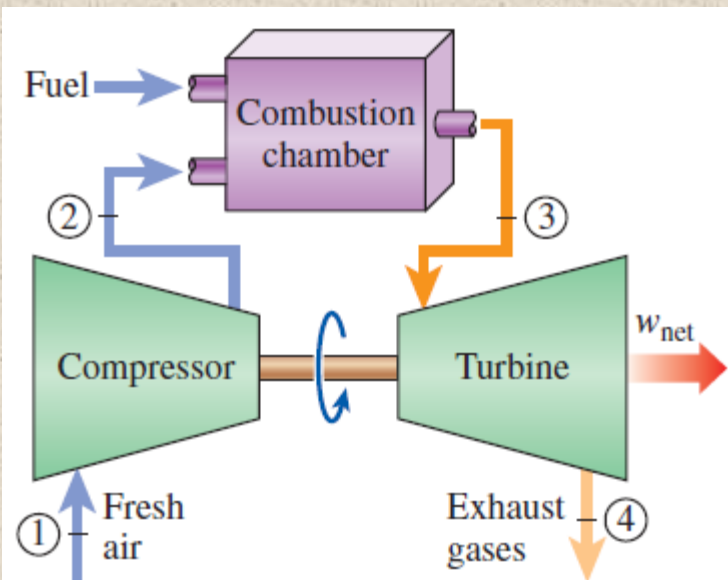 Fuel
Combustion
chamber
2
3
Compressor
Turbine
wnet
1
Fresh
air
Exhaust
gases
4